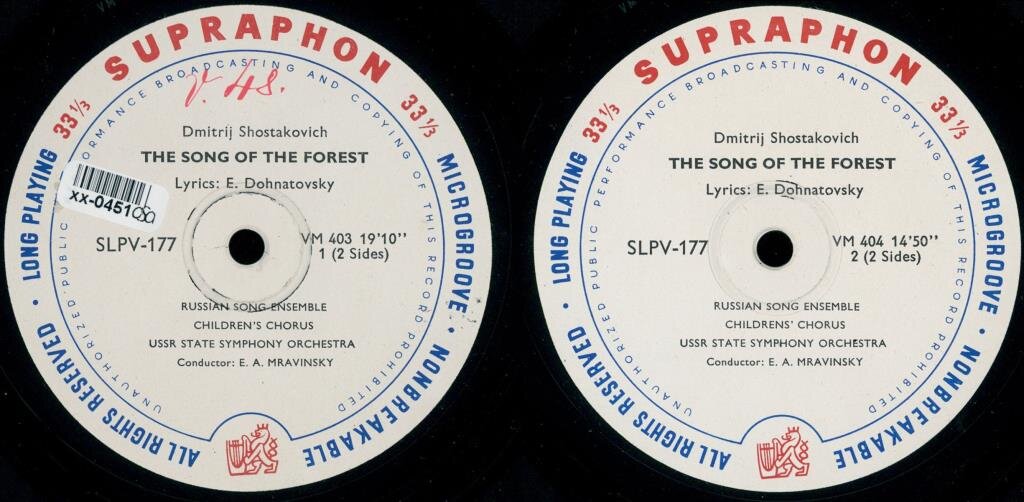 SUPRAPHON
33 1/3
33 1/3
LONG PLAYING
MICROGROOVE • NONBREAKABLE
ALL RIGHTS RESERVED •
UNAUTHORIZED PUBLIC PERFORMANCE BROADCASTING AND COPYING OF THIS RECORD PROHIBITED
Dmitrij Shostakovich
THE SONG OF THE FOREST
Lyrics: E. Dohnatovsky
xx-0451
SLPV-177
VM 403 19'10''
1 (2 Sides)
RUSSIAN SONG ENSEMBLE
CHILDREN'S CHORUS
USSR STATE SYMPHONY ORCHESTRA
Conductor: E. A. MRAVINSKY
SUPRAPHON
33 1/3
33 1/3
LONG PLAYING
MICROGROOVE • NONBREAKABLE
ALL RIGHTS RESERVED •
UNAUTHORIZED PUBLIC PERFORMANCE BROADCASTING AND COPYING OF THIS RECORD PROHIBITED
Dmitrij Shostakovich
THE SONG OF THE FOREST
Lyrics: E. Dohnatovsky
SLPV-177
VM 404 14'50''
2 (2 Sides)
RUSSIAN SONG ENSEMBLE
CHILDRENS' CHORUS
USSR STATE SYMPHONY ORCHESTRA
Conductor: E. A. MRAVINSKY